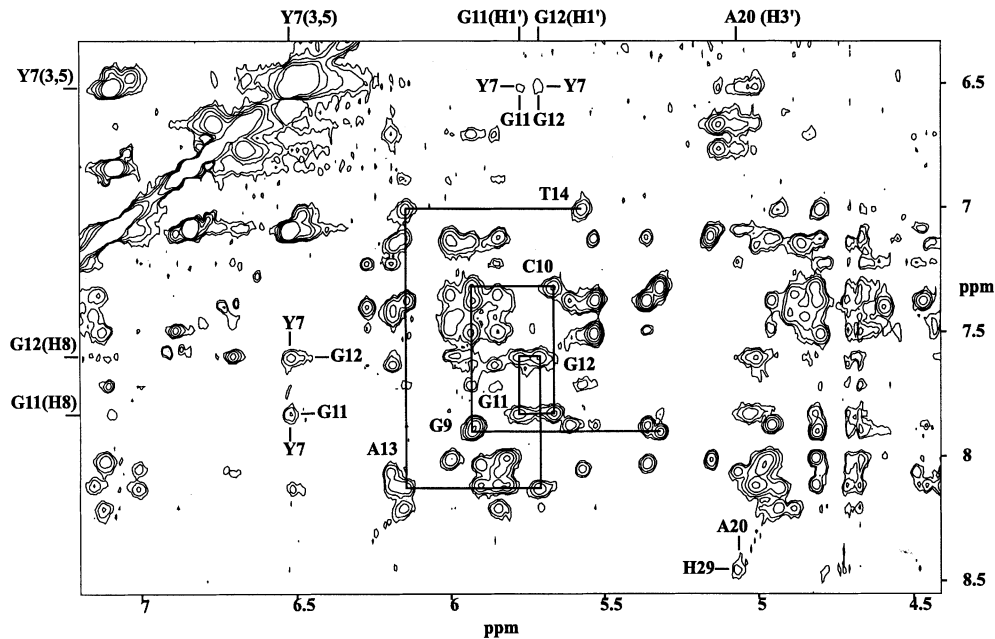 Y7(3,5) G11(H1') G12(H1') A20 (H3')
Y7(3,5)
Y7 Y7
G11 G12
6.5
T14
7
C10
ppm
Y7
7.5
G12(H8)
G12
G12
G11(H8)
G11
G11
G9
Y7
A13
8
A20
H29
8.5
7 6.5 6 5.5 5 4.5
ppm